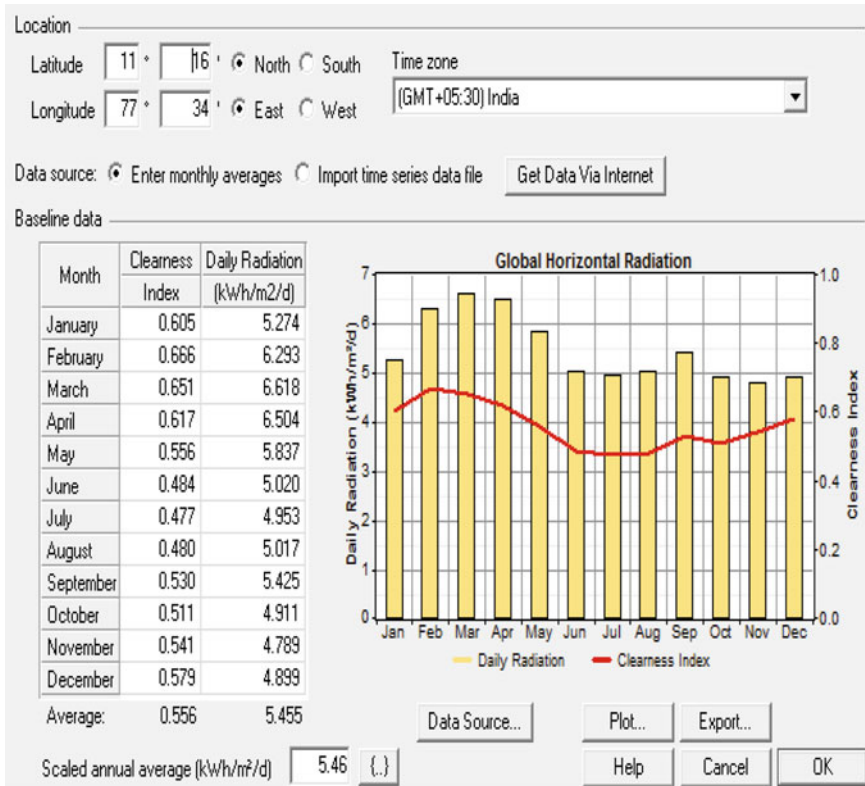 Location
Latitude 11 ° 16 ' North South Time zone
Longitude 77 ° 34 ' East West (GMT+05:30) India
Data source: Enter monthly averages Import time series data file Get Data Via Internet
Baseline data
Month Clearness Index Daily Radiation (kWh/m2/d)
January 0.605 5.274
February 0.666 6.293
March 0.651 6.618
April 0.617 6.504
May 0.556 5.837
June 0.484 5.020
July 0.477 4.953
August 0.480 5.017
September 0.530 5.425
October 0.511 4.911
November 0.541 4.789
December 0.579 4.899
Average: 0.556 5.455
Scaled annual average (kWh/m²/d) 5.46 {..}
Global Horizontal Radiation
Daily Radiation (kWh/m²/d)
7
6
5
4
3
2
1
0
Jan Feb Mar Apr May Jun Jul Aug Sep Oct Nov Dec
1.0
0.8
0.6
0.4
0.2
0.0
Clearness Index
Daily Radiation Clearness Index
Data Source... Plot... Export...
Help Cancel OK